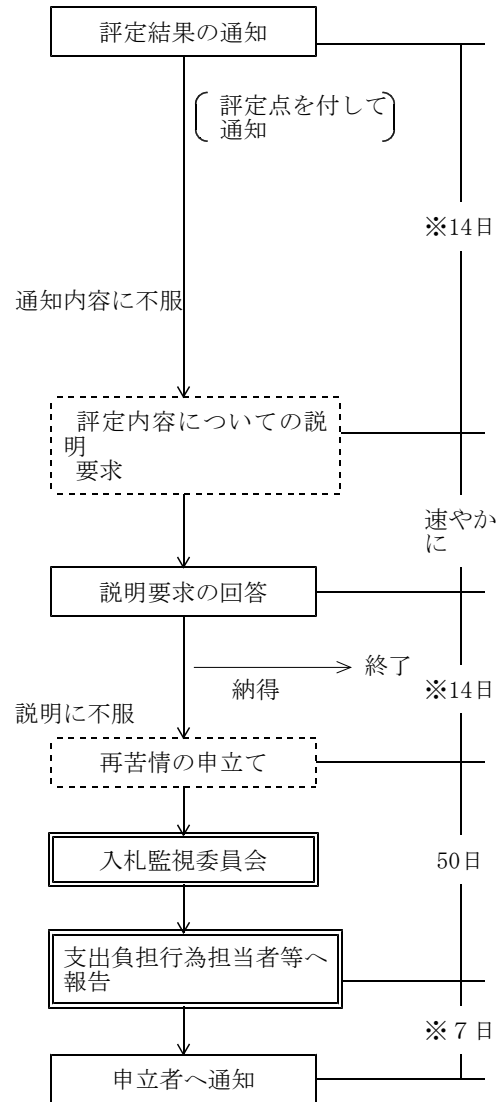 評定結果の通知
評定点を付して
通知
※14日
通知内容に不服
評定内容についての説
明
要求
速やか
に
説明要求の回答
終了
納得
※14日
説明に不服
再苦情の申立て
入札監視委員会
50日
支出負担行為担当者等へ
報告
※７日
申立者へ通知